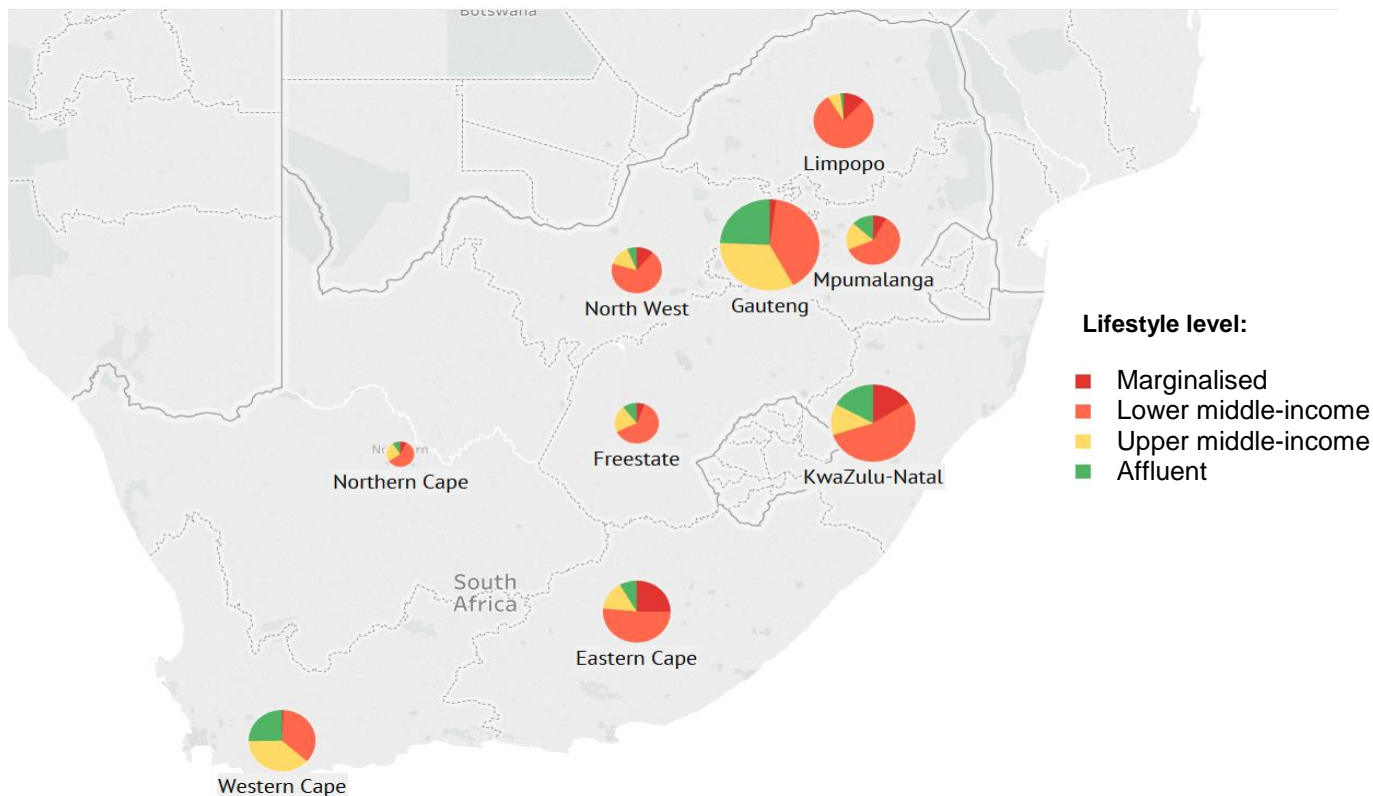 Botswana
Limpopo
Mpumalanga
North West
Gauteng
Lifestyle level:
Marginalised
Lower middle-income
Upper middle-income
Affluent
Freestate
KwaZulu-Natal
Northern Cape
South
Africa
Eastern Cape
Western Cape